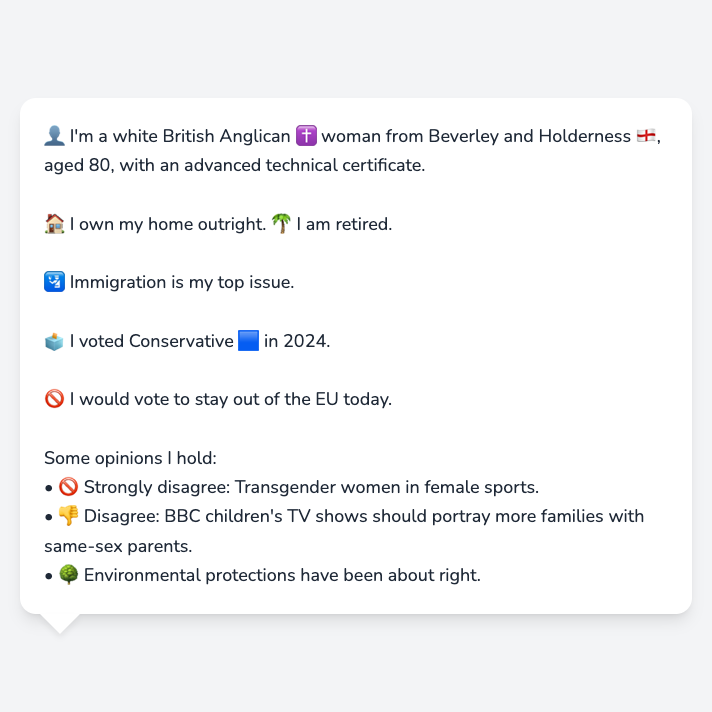 👤 I'm a white British Anglican ✝️ woman from Beverley and Holderness 🏴󠁧󠁢󠁥󠁮󠁧󠁿,
aged 80, with an advanced technical certificate.
🏠 I own my home outright. 🌴 I am retired.
🛂 Immigration is my top issue.
🗳️ I voted Conservative 🟦 in 2024.
🚫 I would vote to stay out of the EU today.
Some opinions I hold:
• 🚫 Strongly disagree: Transgender women in female sports.
• 👎 Disagree: BBC children's TV shows should portray more families with
same-sex parents.
• 🌳 Environmental protections have been about right.